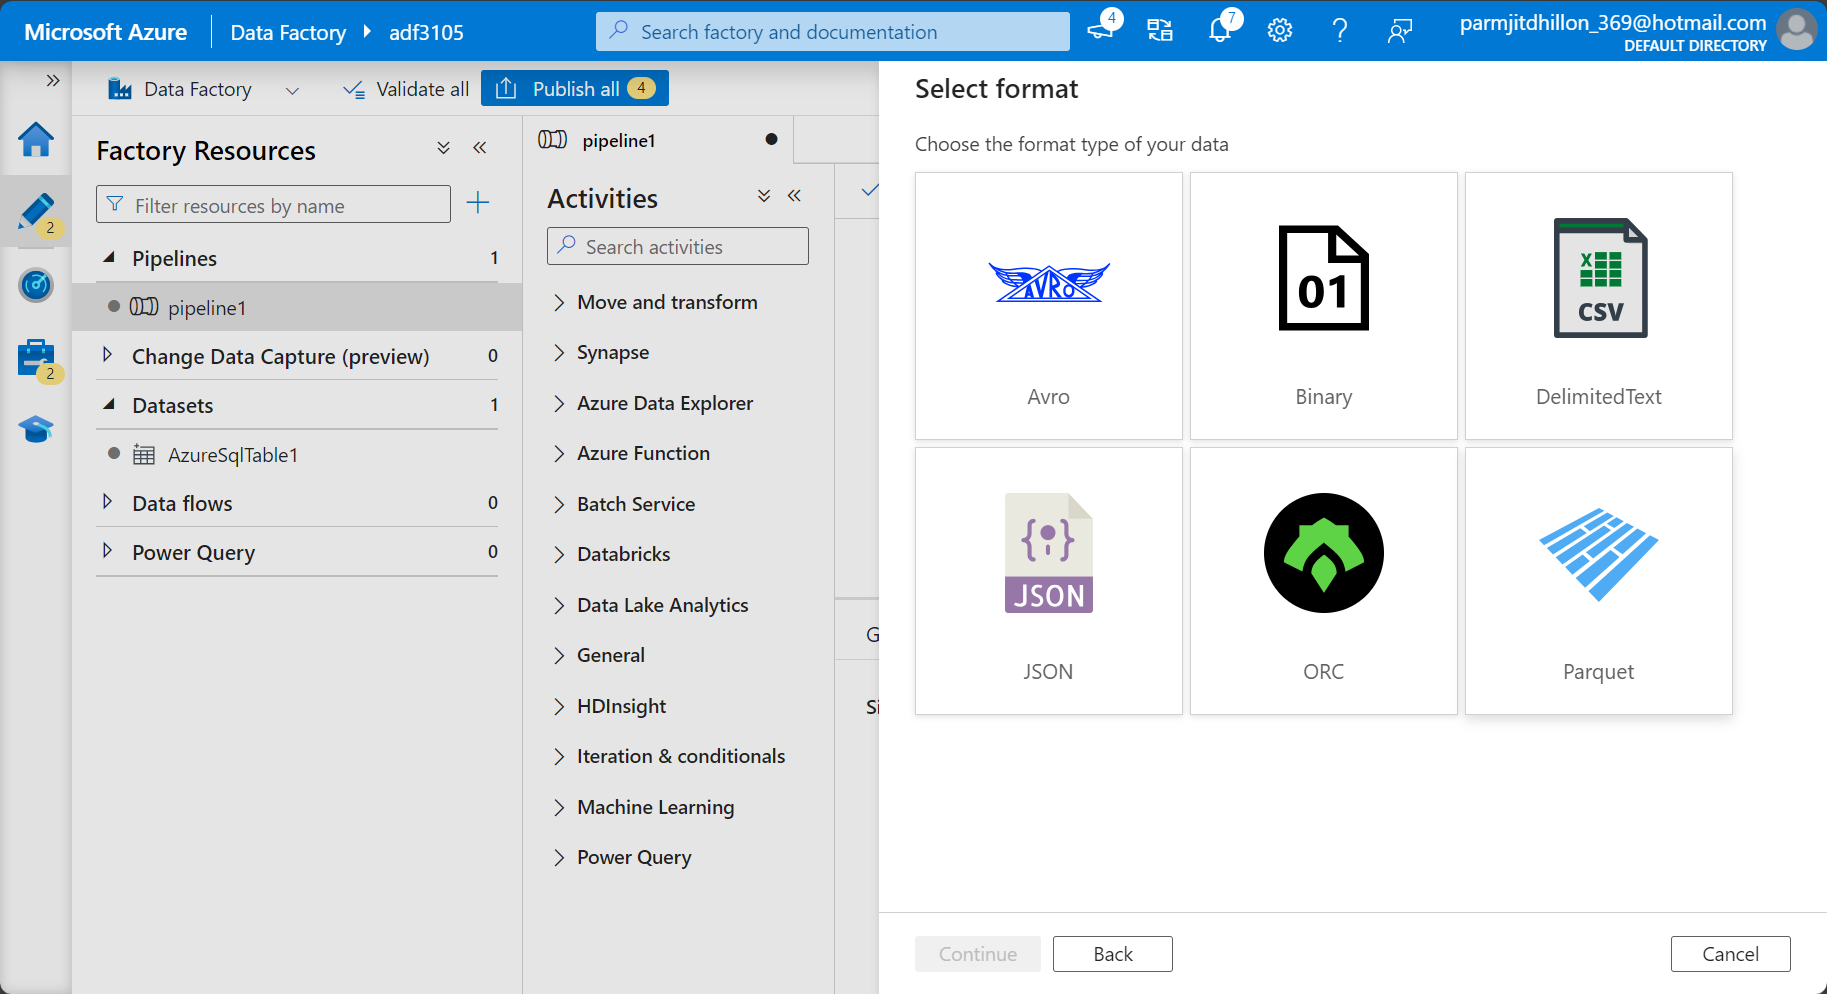 Microsoft Azure
Data Factory
adf3105
Search factory and documentation
4
7
parmjitdhillon_369@hotmail.com
DEFAULT DIRECTORY
Data Factory
Validate all
Publish all
4
2
2
Factory Resources
Filter resources by name
Pipelines
1
pipeline1
Change Data Capture (preview)
0
Datasets
1
AzureSqlTable1
Data flows
0
Power Query
0
pipeline1
Activities
Search activities
Move and transform
Synapse
Azure Data Explorer
Azure Function
Batch Service
Databricks
Data Lake Analytics
General
HDInsight
Iteration & conditionals
Machine Learning
Power Query
G
Si
Select format
Choose the format type of your data
AVRO
Avro
01
Binary
X
CSV
DelimitedText
JSON
JSON
ORC
Parquet
Continue
Back
Cancel